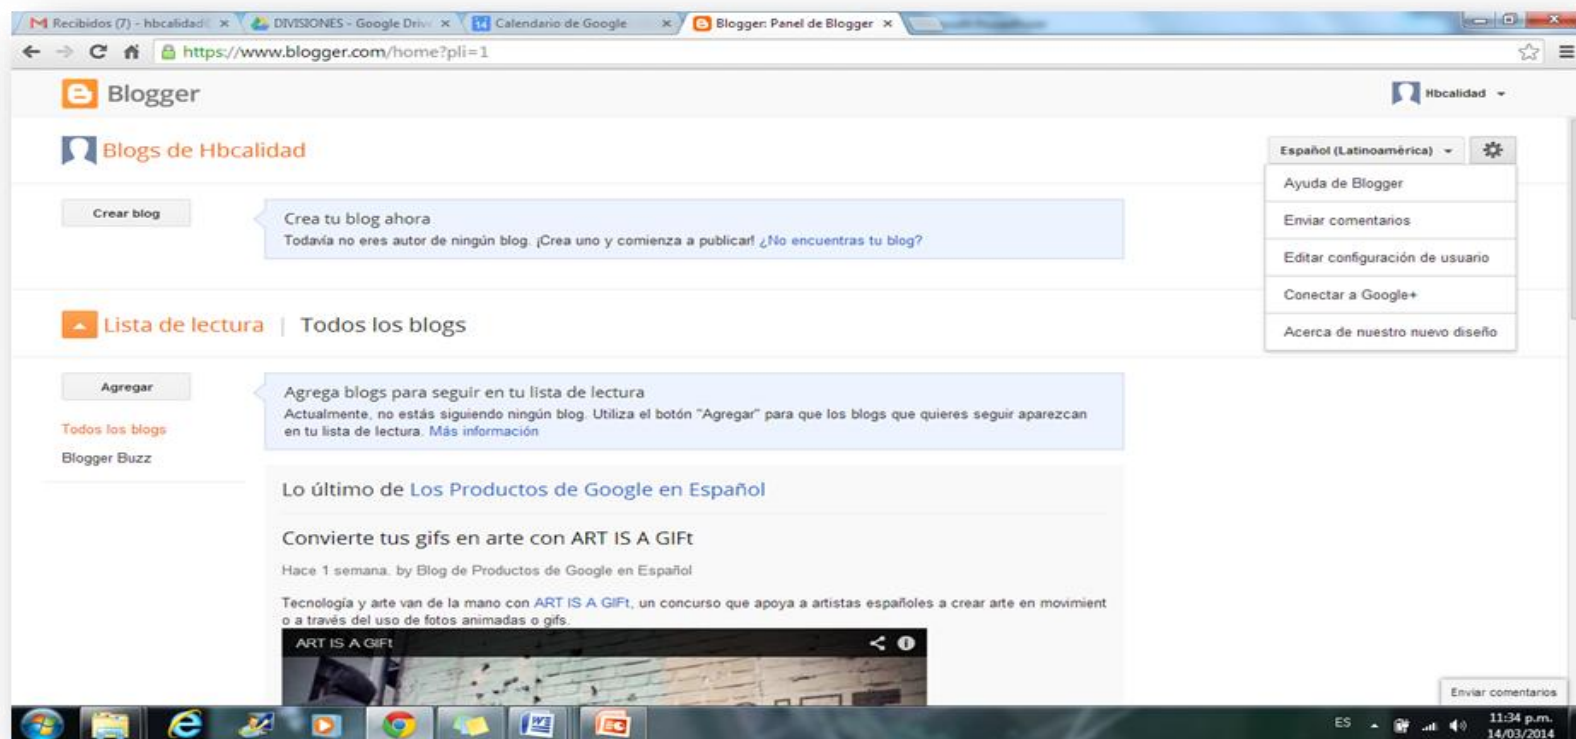 Recibidos (7) - hbcalidad
DIVISIONES - Google Driv
Calendario de Google
Blogger: Panel de Blogger
https://www.blogger.com/home?pli=1
Blogger
Hbcalidad
Blogs de Hbcalidad
Español (Latinoamérica)
Ayuda de Blogger
Enviar comentarios
Editar configuración de usuario
Conectar a Google+
Acerca de nuestro nuevo diseño
Crear blog
Crea tu blog ahora
Todavía no eres autor de ningún blog. ¡Crea uno y comienza a publicar! ¿No encuentras tu blog?
Lista de lectura | Todos los blogs
Agregar
Todos los blogs
Blogger Buzz
Agrega blogs para seguir en tu lista de lectura
Actualmente, no estás siguiendo ningún blog. Utiliza el botón "Agregar" para que los blogs que quieres seguir aparezcan
en tu lista de lectura. Más información
Lo último de Los Productos de Google en Español
Convierte tus gifs en arte con ART IS A GIFt
Hace 1 semana. by Blog de Productos de Google en Español
Tecnología y arte van de la mano con ART IS A GIFt, un concurso que apoya a artistas españoles a crear arte en movimient
o a través del uso de fotos animadas o gifs.
ART IS A GIFt
Enviar comentarios
ES
11:34 p.m.
14/03/2014